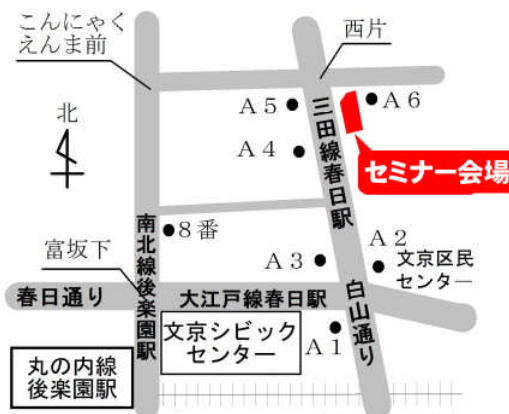 こんにゃく
えんま前
西片
北
A5
A6
A4
三田線春日駅
セミナー会場
8番
南北線後楽園駅
富坂下
A3
A2
文京区民
センター
春日通り
大江戸線春日駅
白山通り
文京シビック
センター
A1
丸の内線
後楽園駅